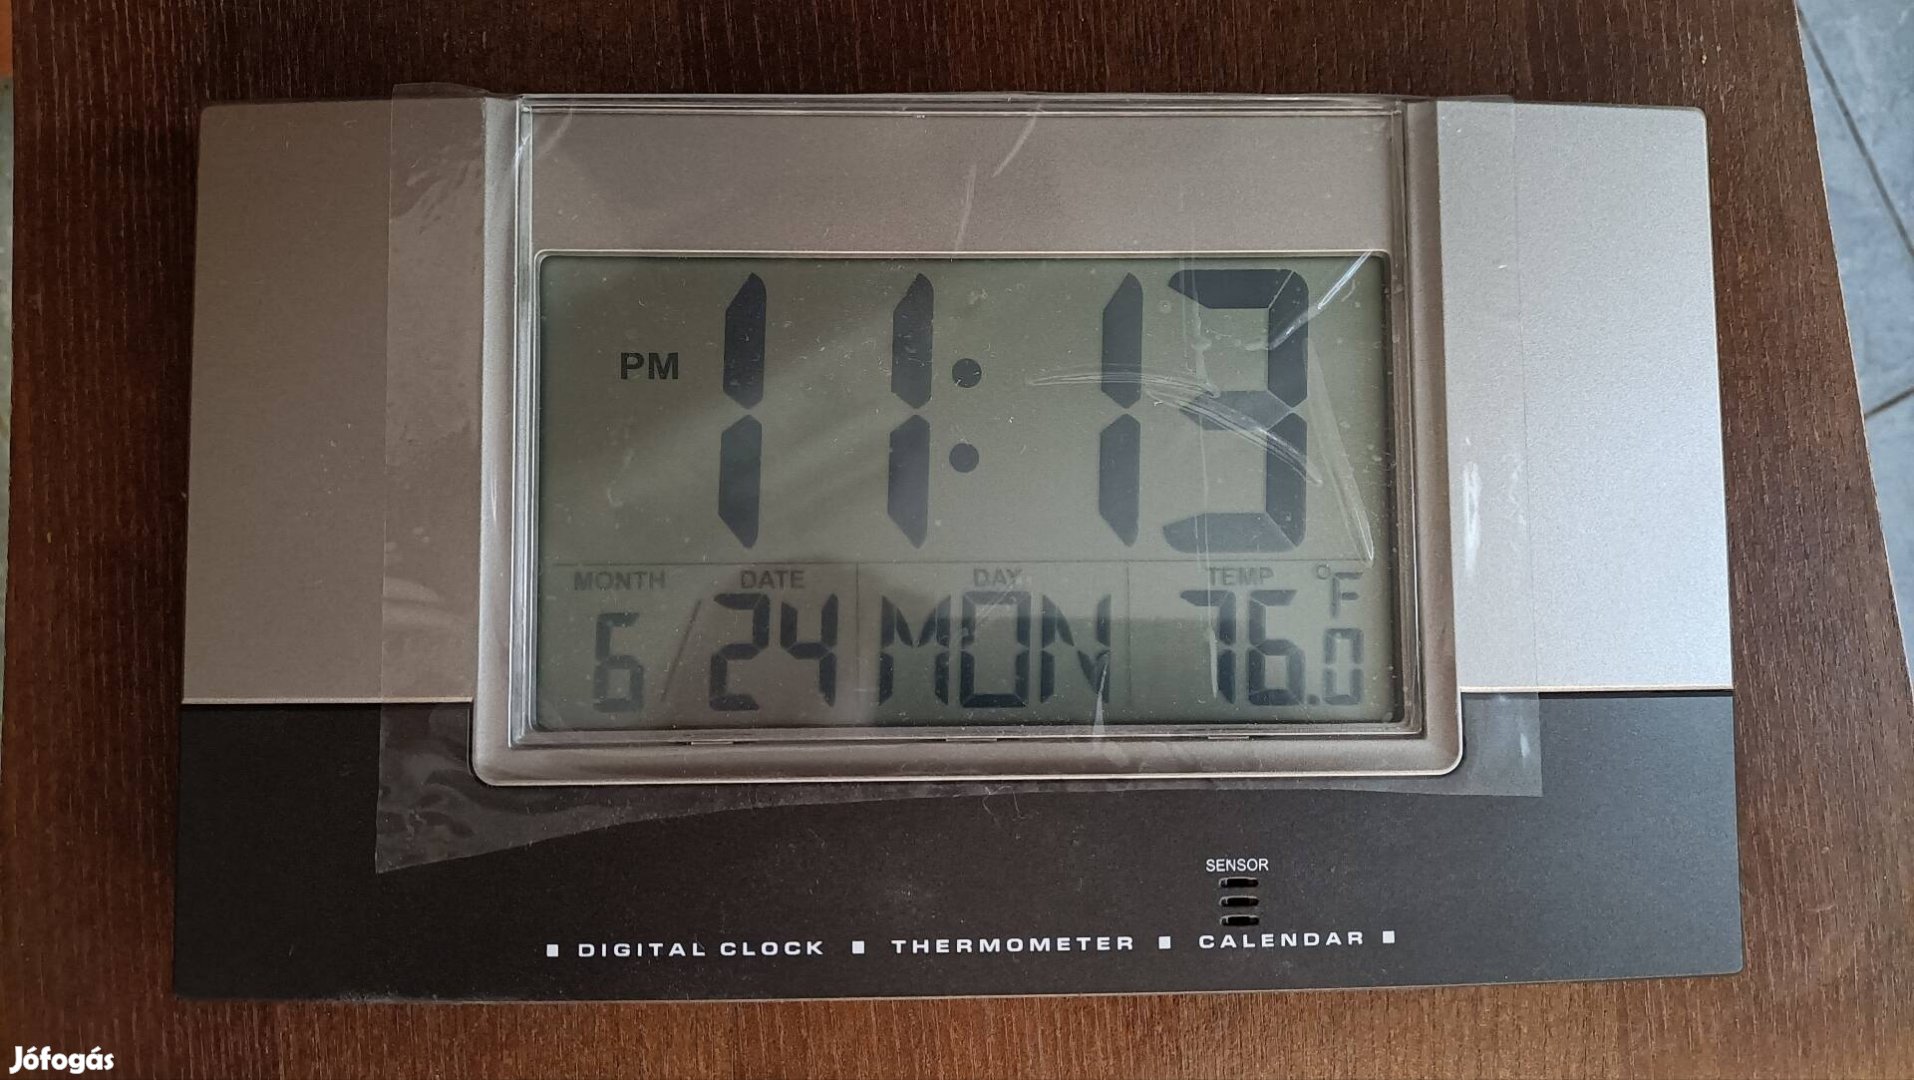 PM 11:13
MONTH DATE DAY TEMP °F
6/24 MON 76.0
SENSOR
DIGITAL CLOCK ▪ THERMOMETER ▪ CALENDAR
Jófogás